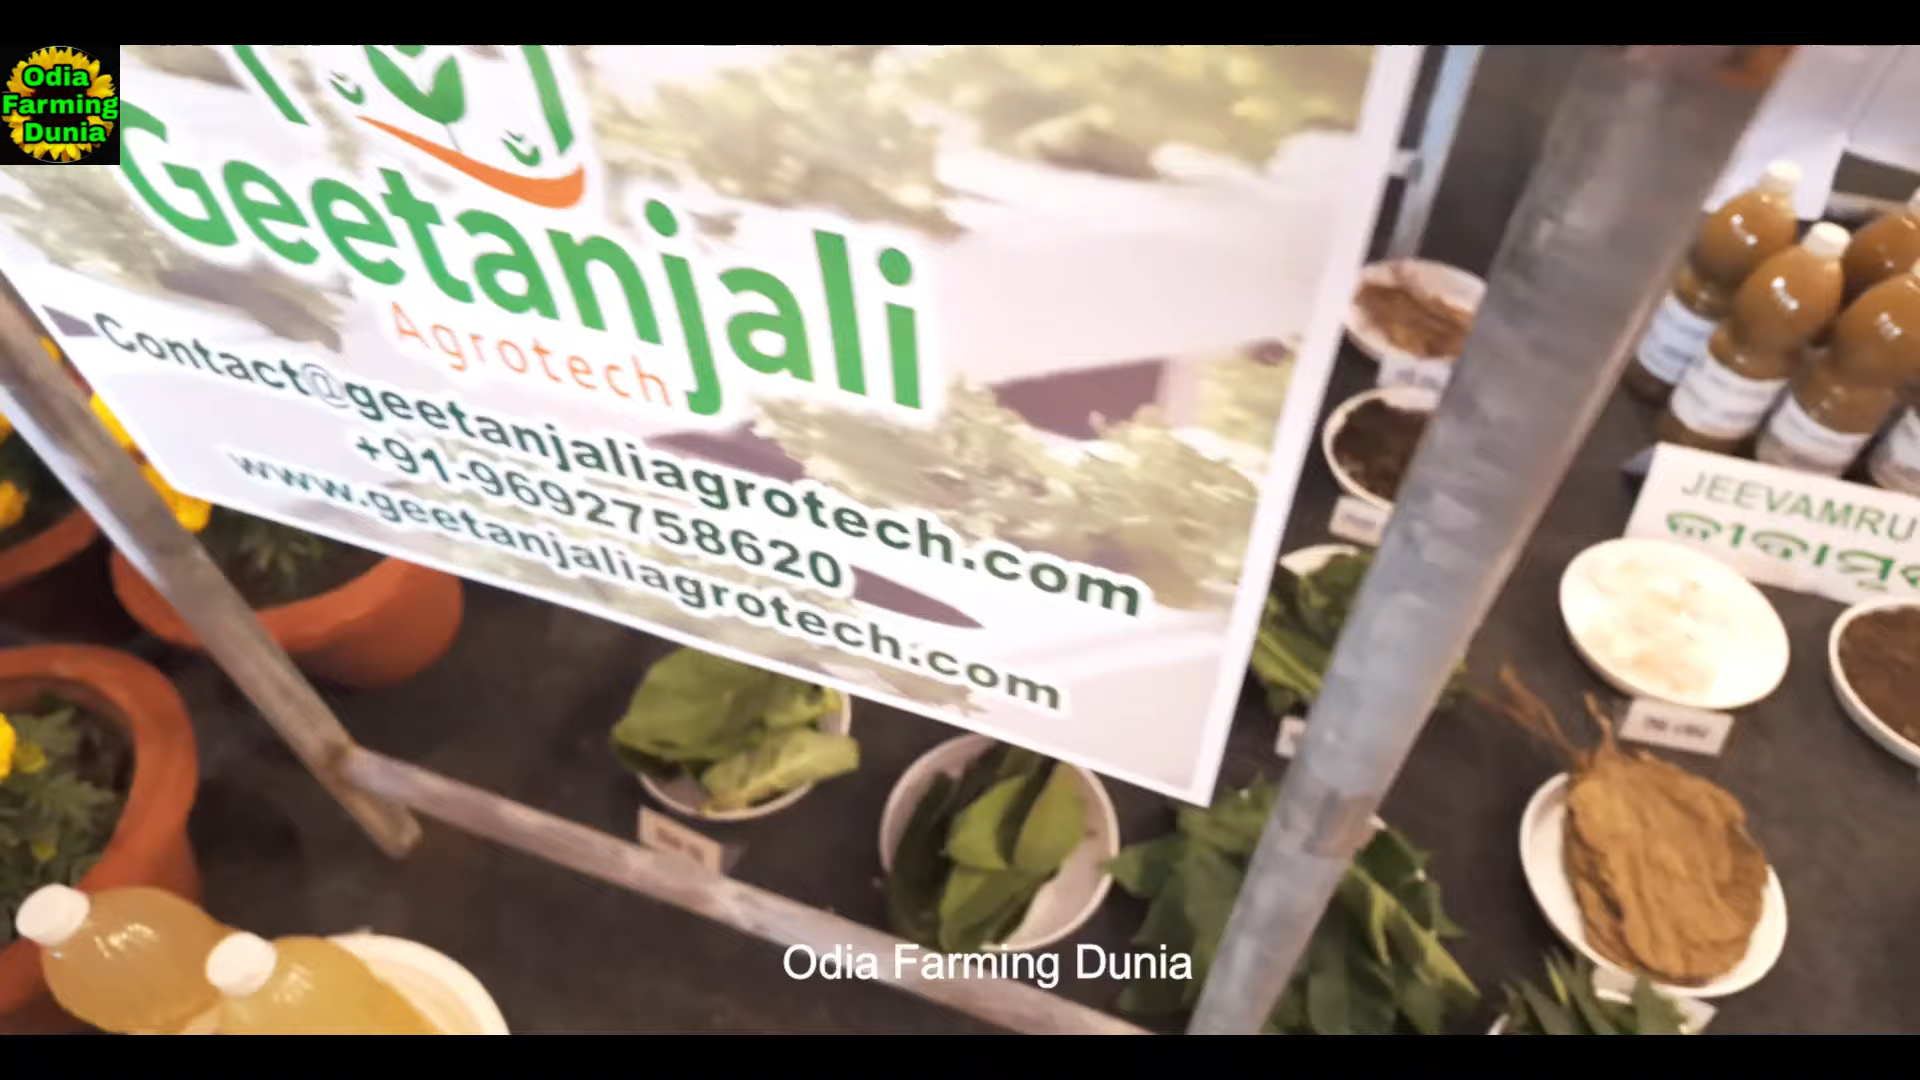 Odia
Farming
Dunia
Geetanjali
Agrotech
Contact@geetanjaliagrotech.com
+91-9692758620
www.geetanjaliagrotech.com
JEEVAMRU
ଜୀବାମୃ
Odia Farming Dunia